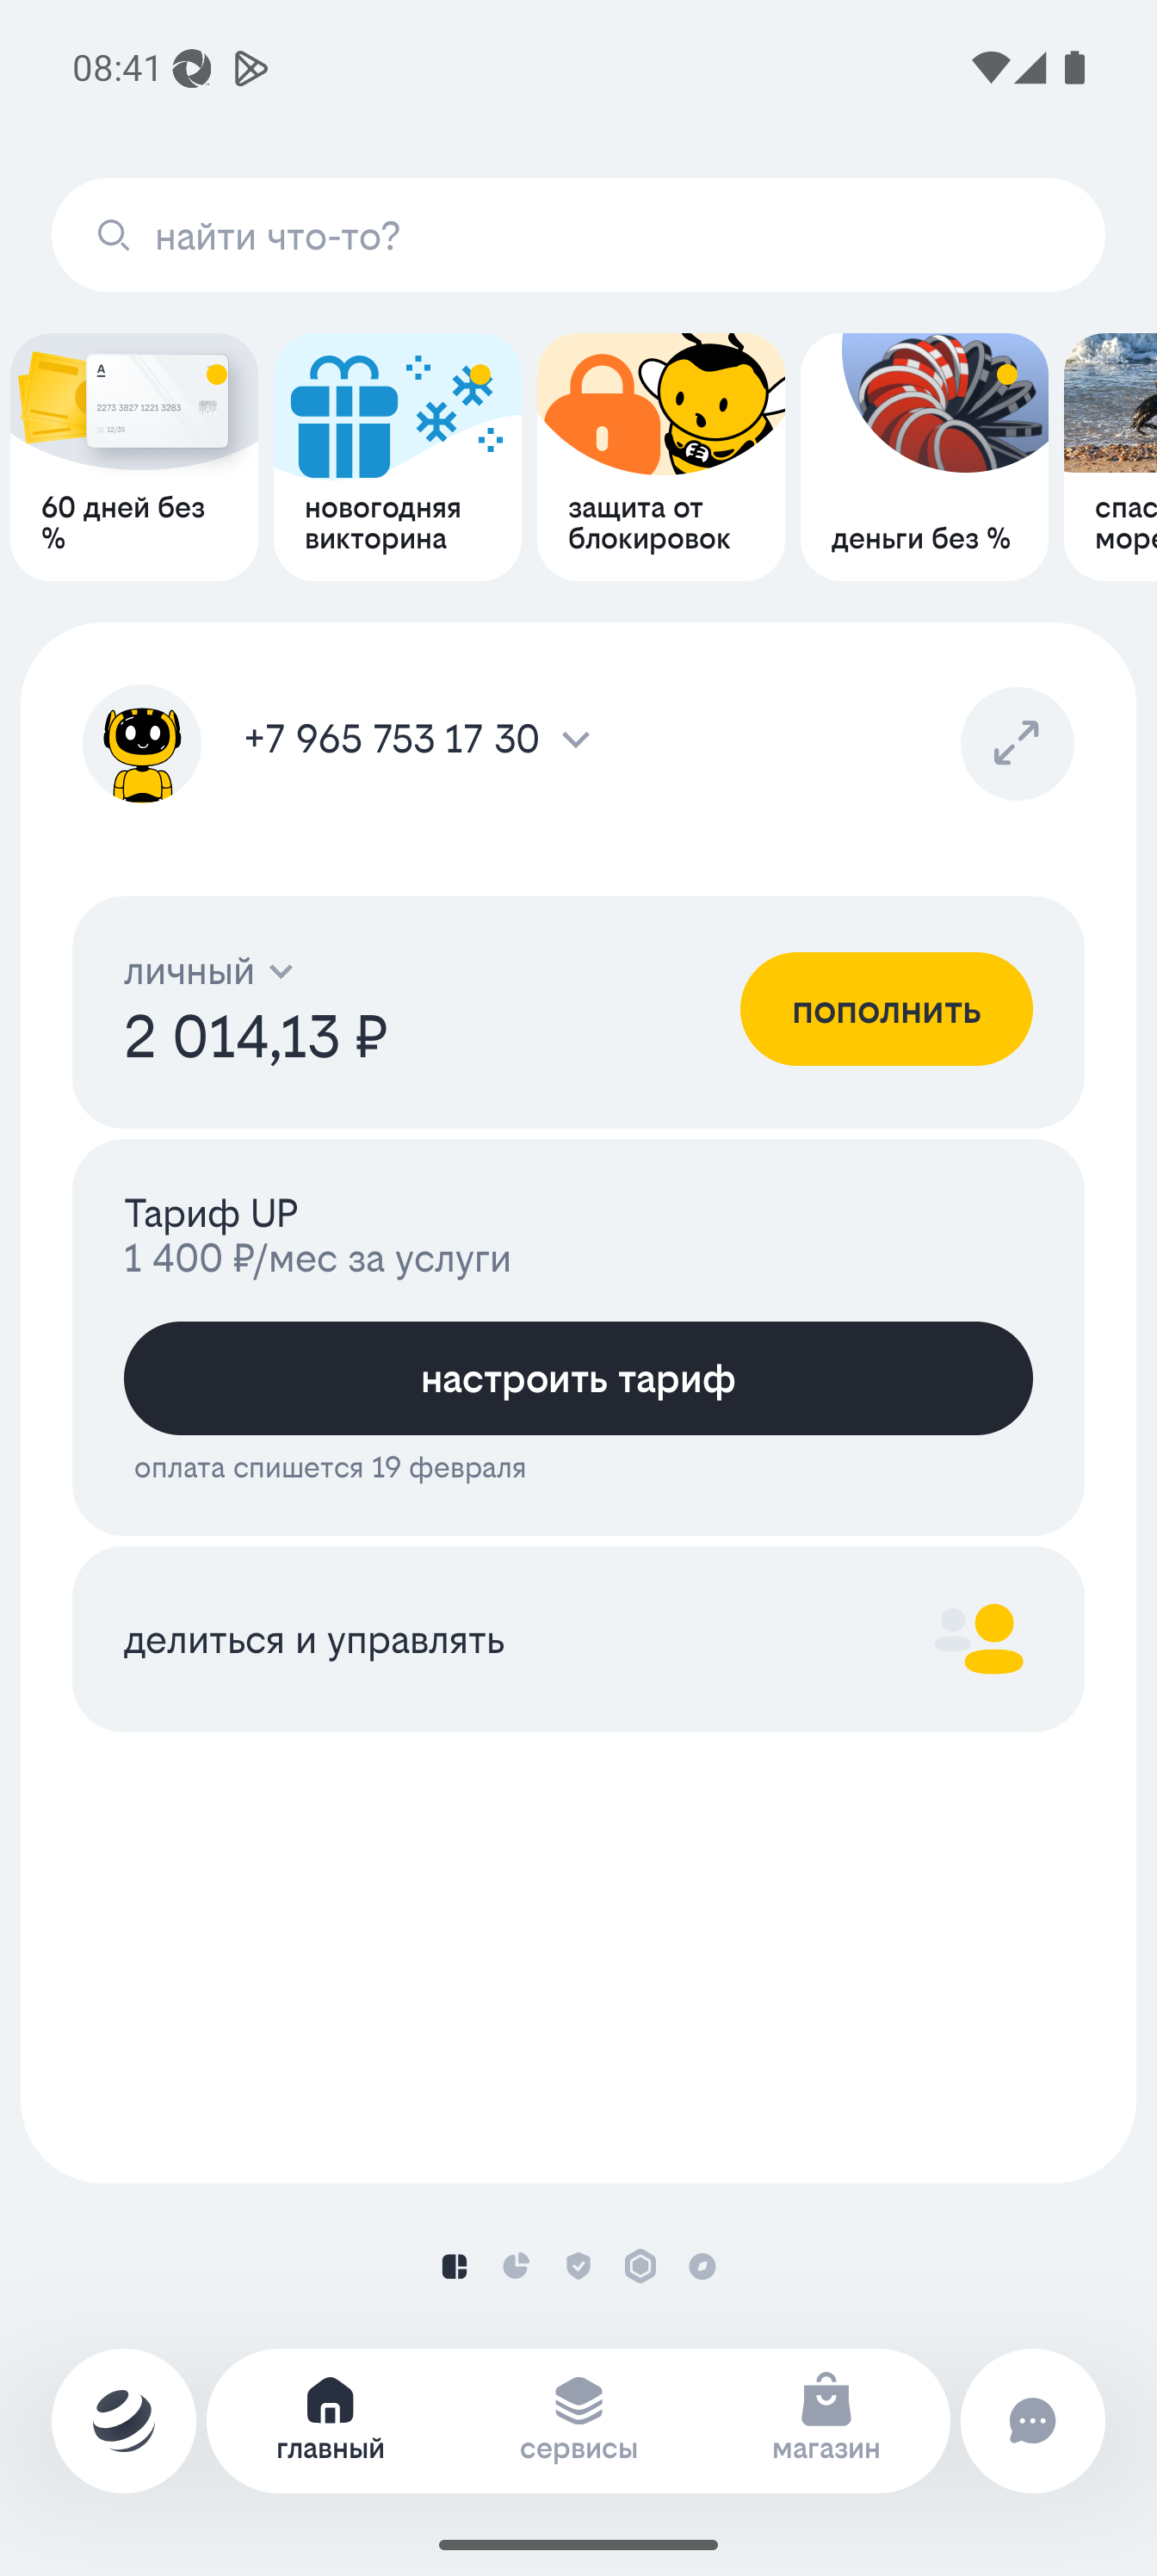 08:41
найти что-то?
A
2273 3827 1221 3283
12/35
60 дней без
%
новогодняя
викторина
защита от
блокировок
деньги без %
спас
море
+7 965 753 17 30
личный
2 014,13 ₽
пополнить
Тариф UP
1 400 ₽/мес за услуги
настроить тариф
оплата спишется 19 февраля
делиться и управлять
главный
сервисы
магазин